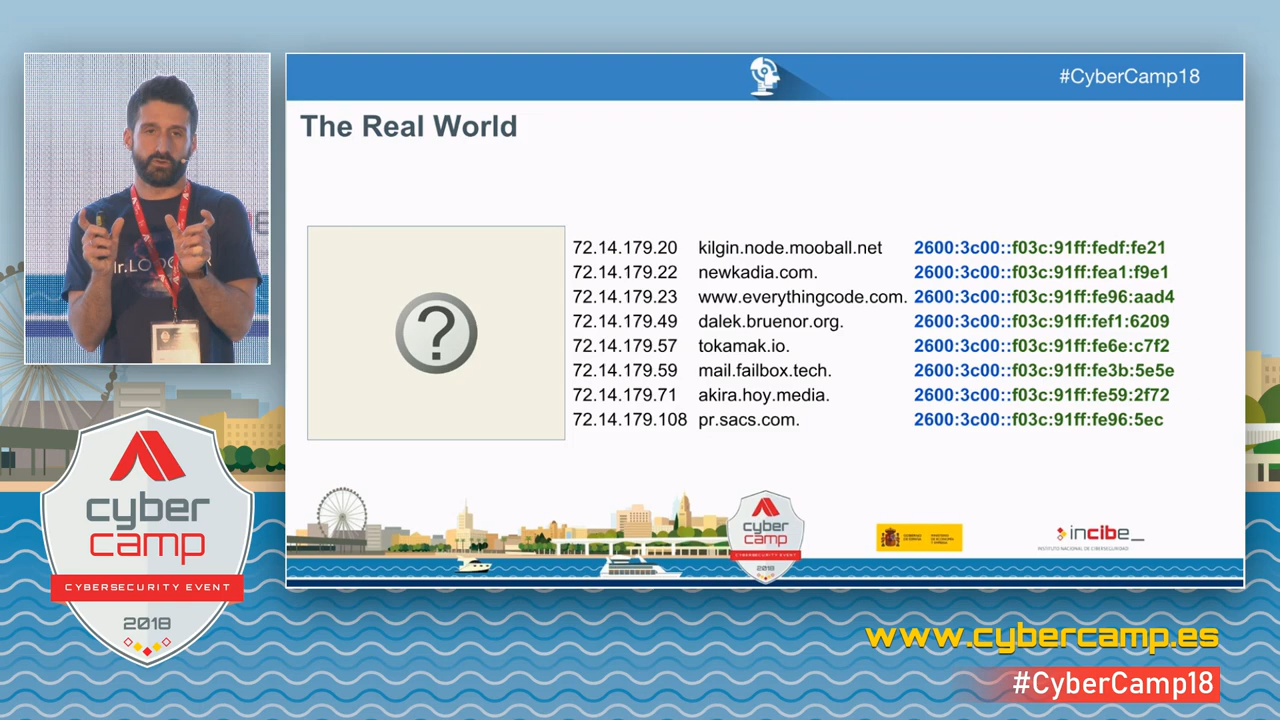 #CyberCamp18
The Real World
72.14.179.20 kilgin.node.mooball.net 2600:3c00::f03c:91ff:fedf:fe21
72.14.179.22 newkadia.com. 2600:3c00::f03c:91ff:fea1:f9e1
72.14.179.23 www.everythingcode.com. 2600:3c00::f03c:91ff:fe96:aad4
72.14.179.49 dalek.bruenor.org. 2600:3c00::f03c:91ff:fef1:6209
72.14.179.57 tokamak.io. 2600:3c00::f03c:91ff:fe6e:c7f2
72.14.179.59 mail.failbox.tech. 2600:3c00::f03c:91ff:fe3b:5e5e
72.14.179.71 akira.hoy.media. 2600:3c00::f03c:91ff:fe59:2f72
72.14.179.108 pr.sacs.com. 2600:3c00::f03c:91ff:fe96:5ec
?
cyber
camp
CYBERSECURITY EVENT
2018
incibe_
INSTITUTO NACIONAL DE CIBERSEGURIDAD
cyber
camp
CYBERSECURITY EVENT
2018
www.cybercamp.es
#CyberCamp18